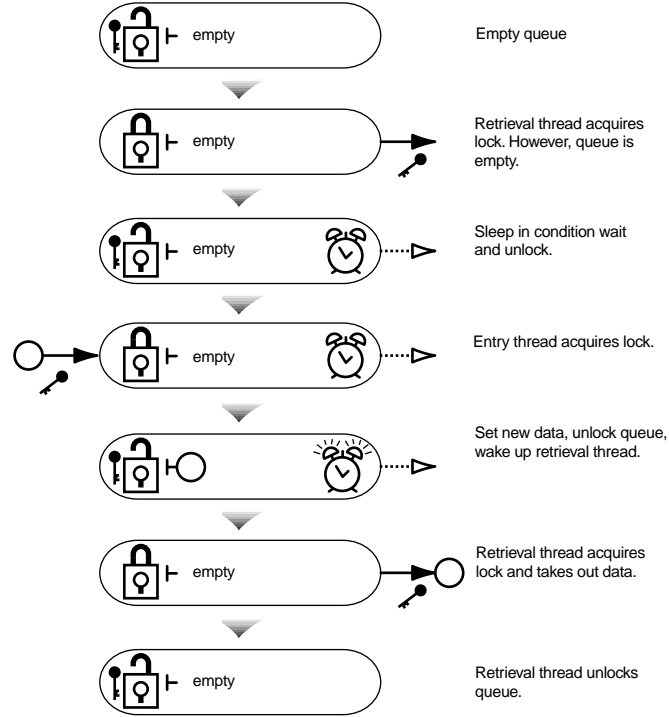 empty
Empty queue
empty
Retrieval thread acquires
lock. However, queue is
empty.
empty
Sleep in condition wait
and unlock.
empty
Entry thread acquires lock.
Set new data, unlock queue,
wake up retrieval thread.
empty
Retrieval thread acquires
lock and takes out data.
empty
Retrieval thread unlocks
queue.